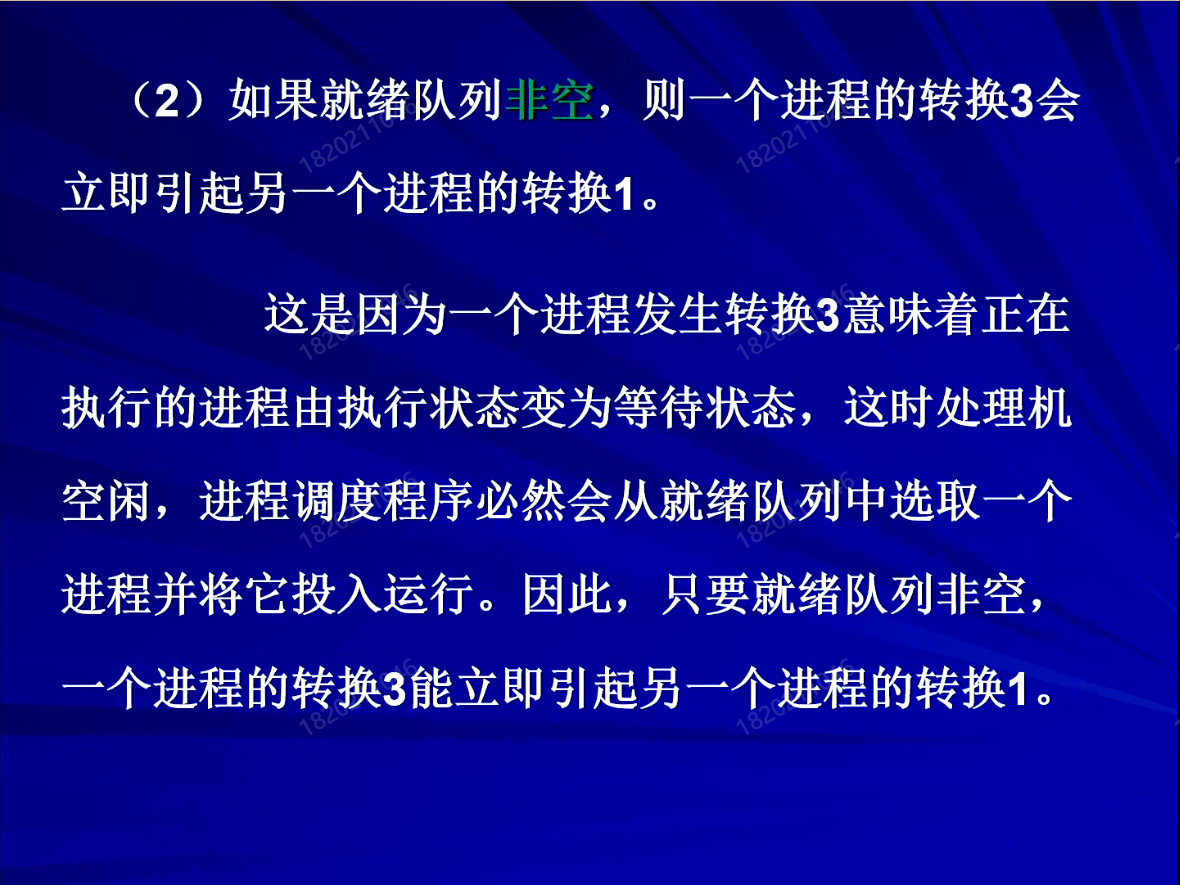 （2）如果就绪队列非空，则一个进程的转换3会
立即引起另一个进程的转换1。
这是因为一个进程发生转换3意味着正在
执行的进程由执行状态变为等待状态，这时处理机
空闲，进程调度程序必然会从就绪队列中选取一个
进程并将它投入运行。因此，只要就绪队列非空，
一个进程的转换3能立即引起另一个进程的转换1。